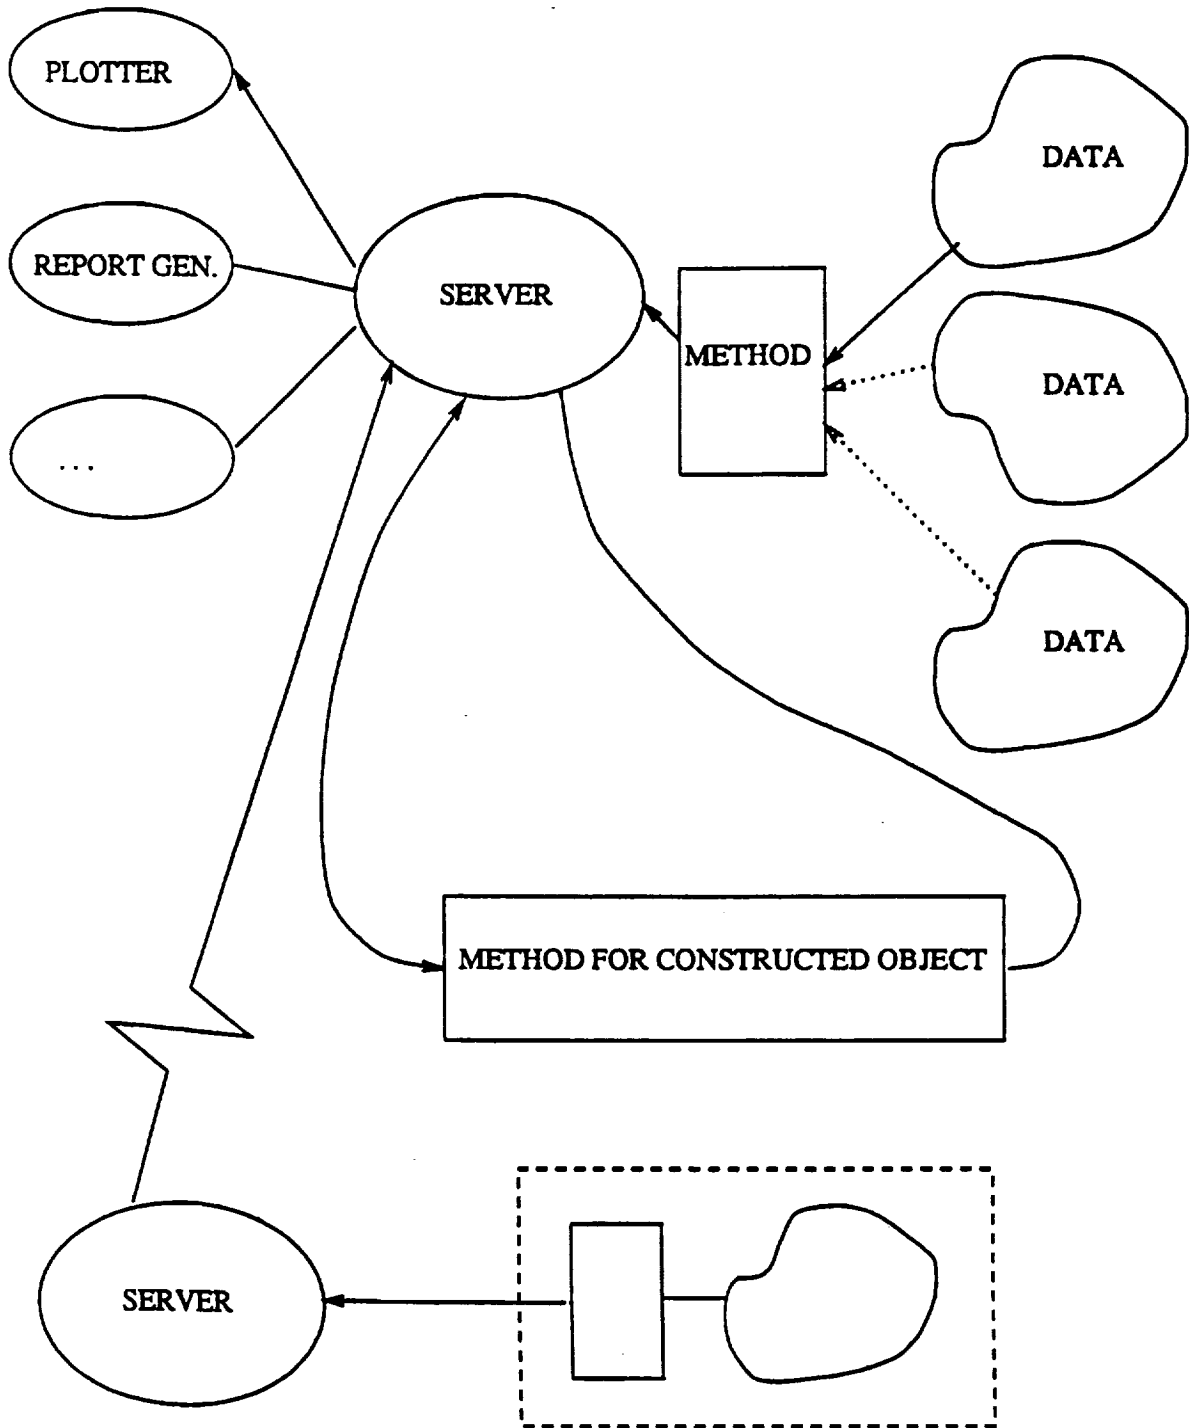 PLOTTER
DATA
REPORT GEN.
SERVER
METHOD
DATA
...
DATA
METHOD FOR CONSTRUCTED OBJECT
SERVER